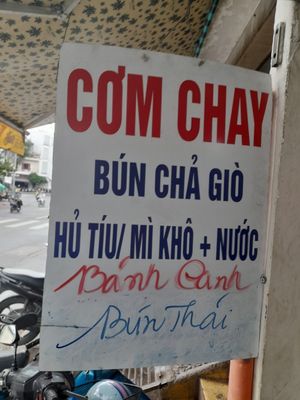 CƠM CHAY
BÚN CHẢ GIÒ
HỦ TÍU/ MÌ KHÔ + NƯỚC
Bánh Canh
Bún Thái